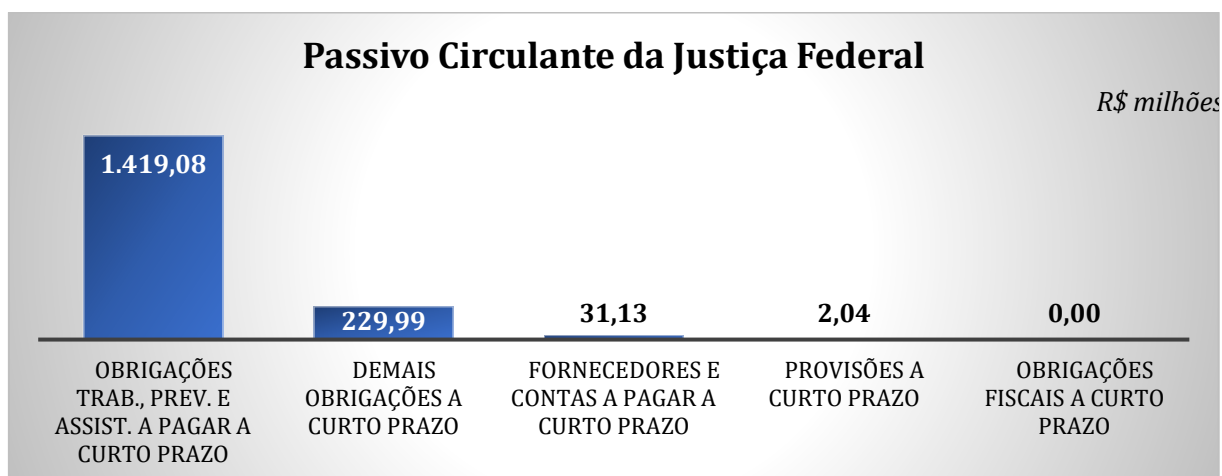 Passivo Circulante da Justiça Federal
R$ milhões
1.419,08
229,99
31,13
2,04
0,00
OBRIGAÇÕES
TRAB., PREV. E
ASSIST. A PAGAR A
CURTO PRAZO
DEMAIS
OBRIGAÇÕES A
CURTO PRAZO
FORNECEDORES E
CONTAS A PAGAR A
CURTO PRAZO
PROVISÕES A
CURTO PRAZO
OBRIGAÇÕES
FISCAIS A CURTO
PRAZO